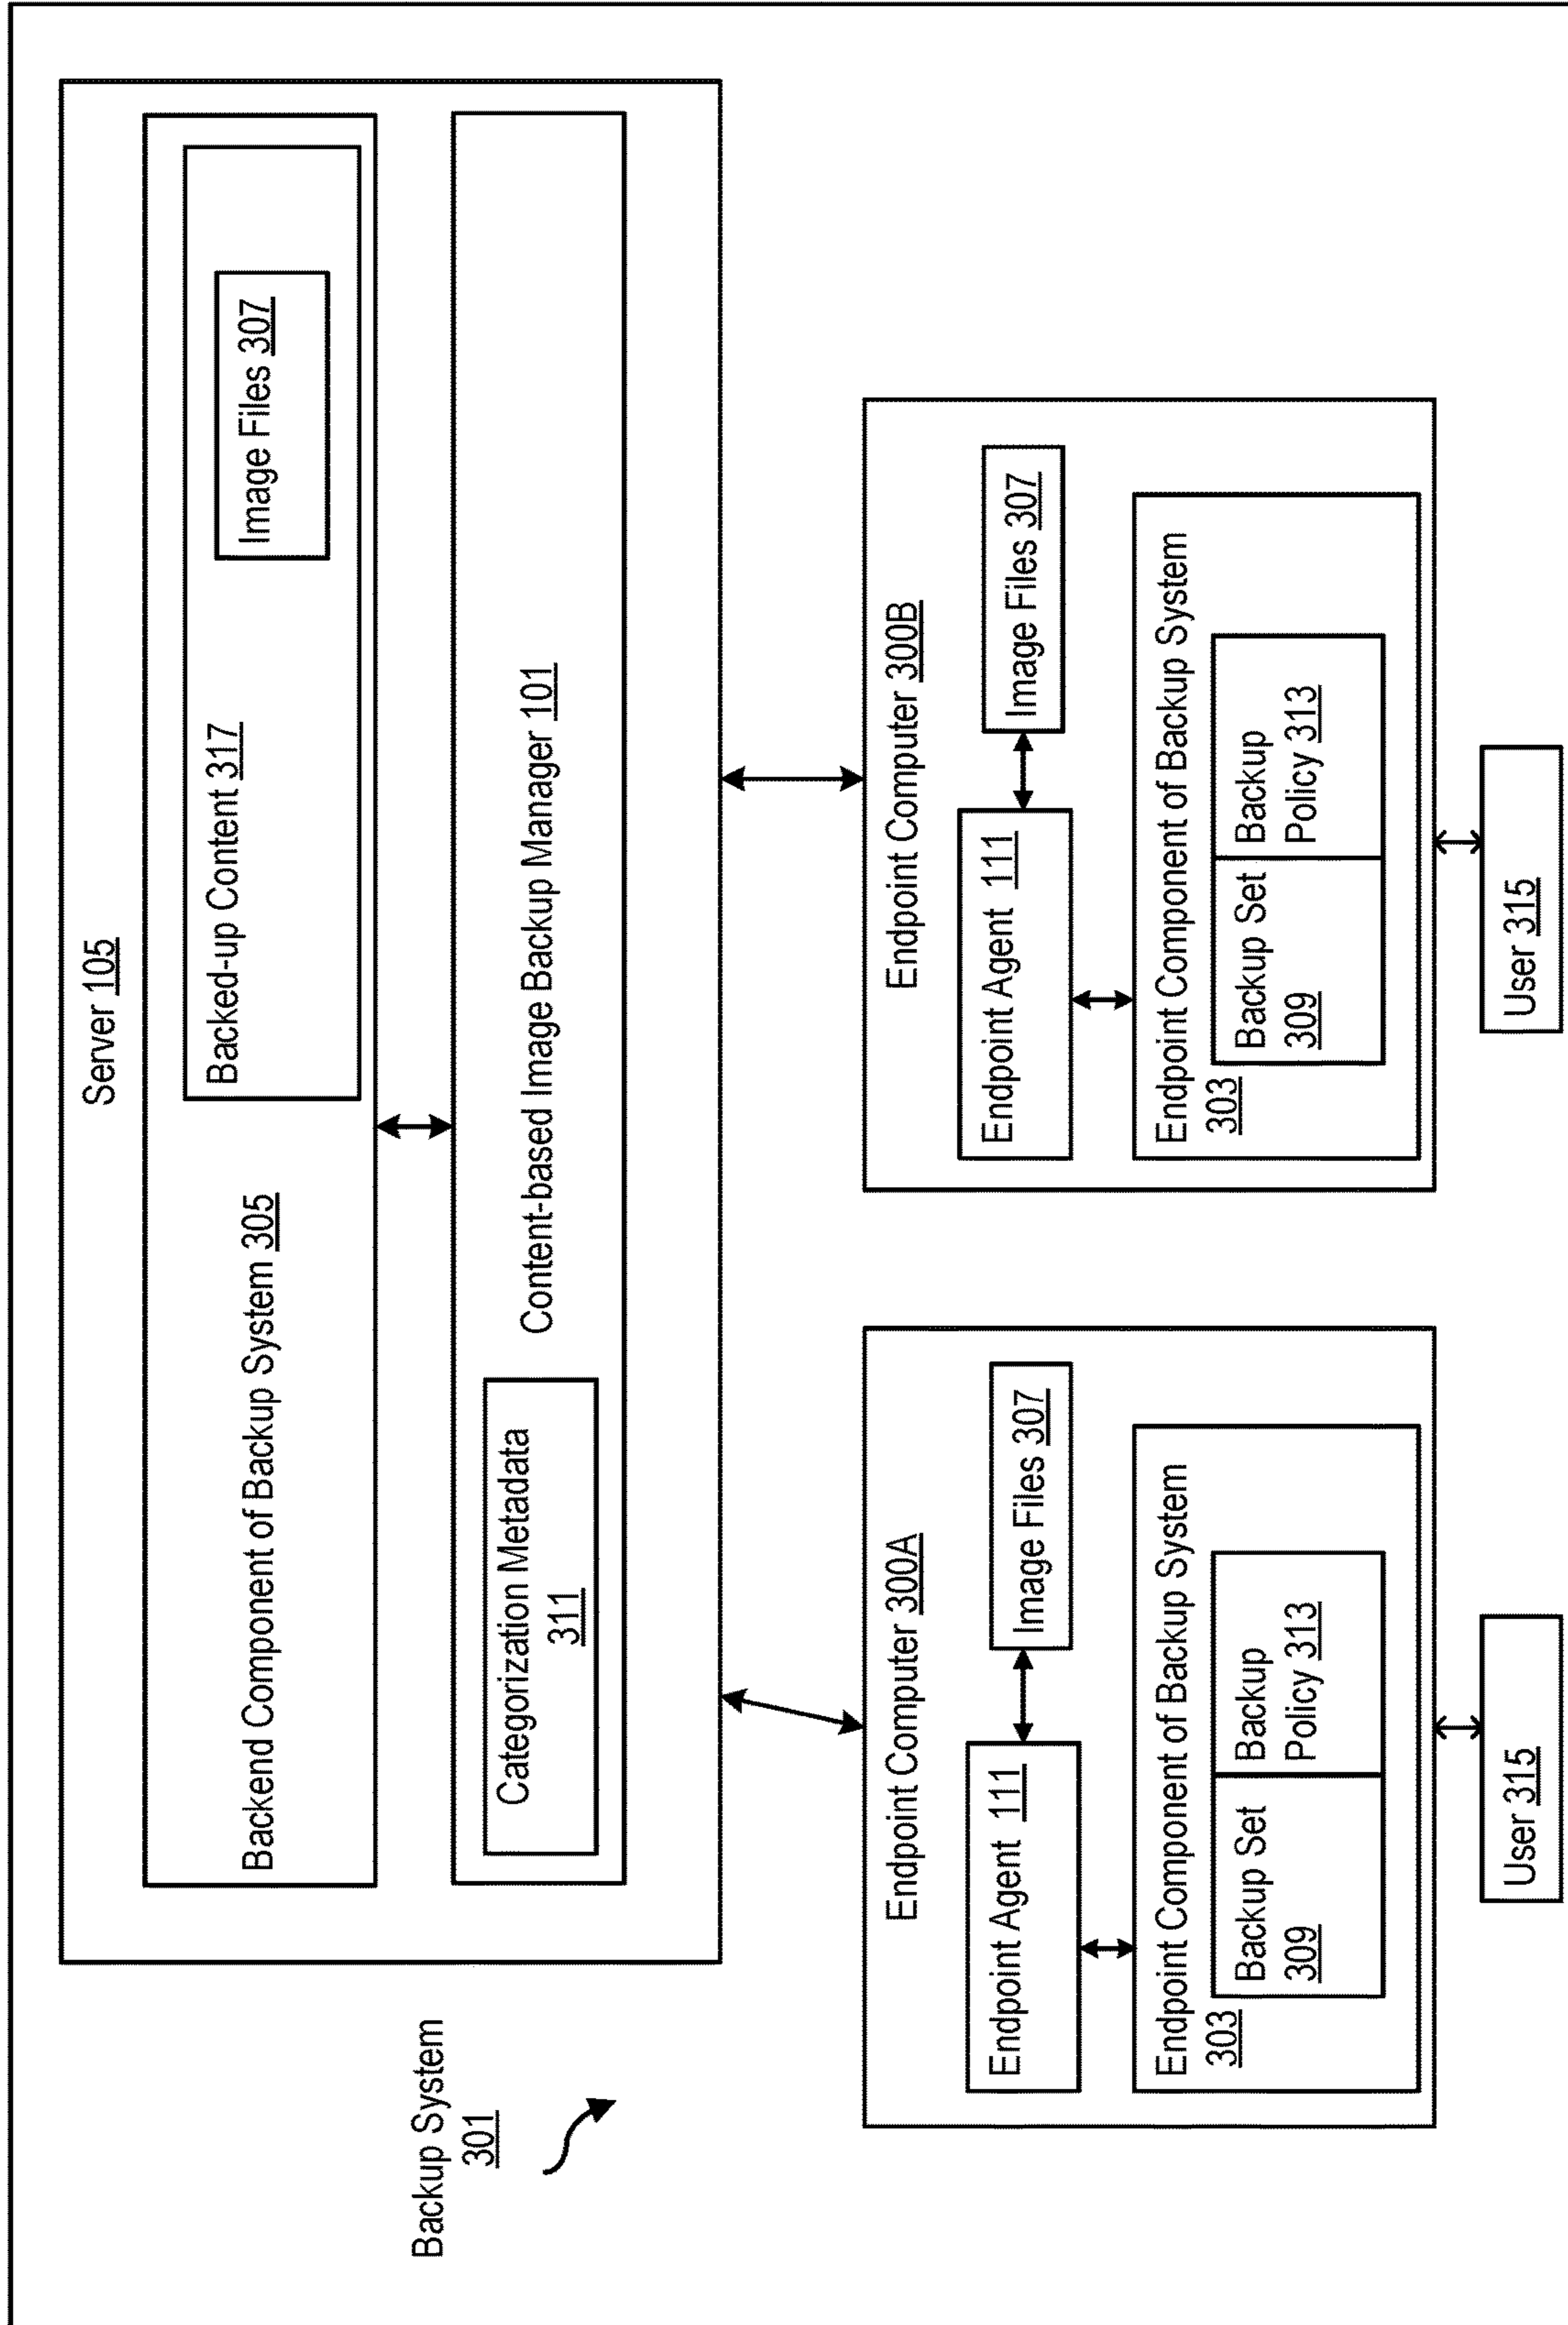 Server 105
Backend Component of Backup System 305
Backed-up Content 317
Image Files 307
Categorization Metadata
311
Content-based Image Backup Manager 101
Backup System
301
Endpoint Computer 300A
Endpoint Agent 111
Image Files 307
Endpoint Component of Backup System
303
Backup Set
309
Backup
Policy 313
User 315
Endpoint Computer 300B
Endpoint Agent 111
Image Files 307
Endpoint Component of Backup System
303
Backup Set
309
Backup
Policy 313
User 315